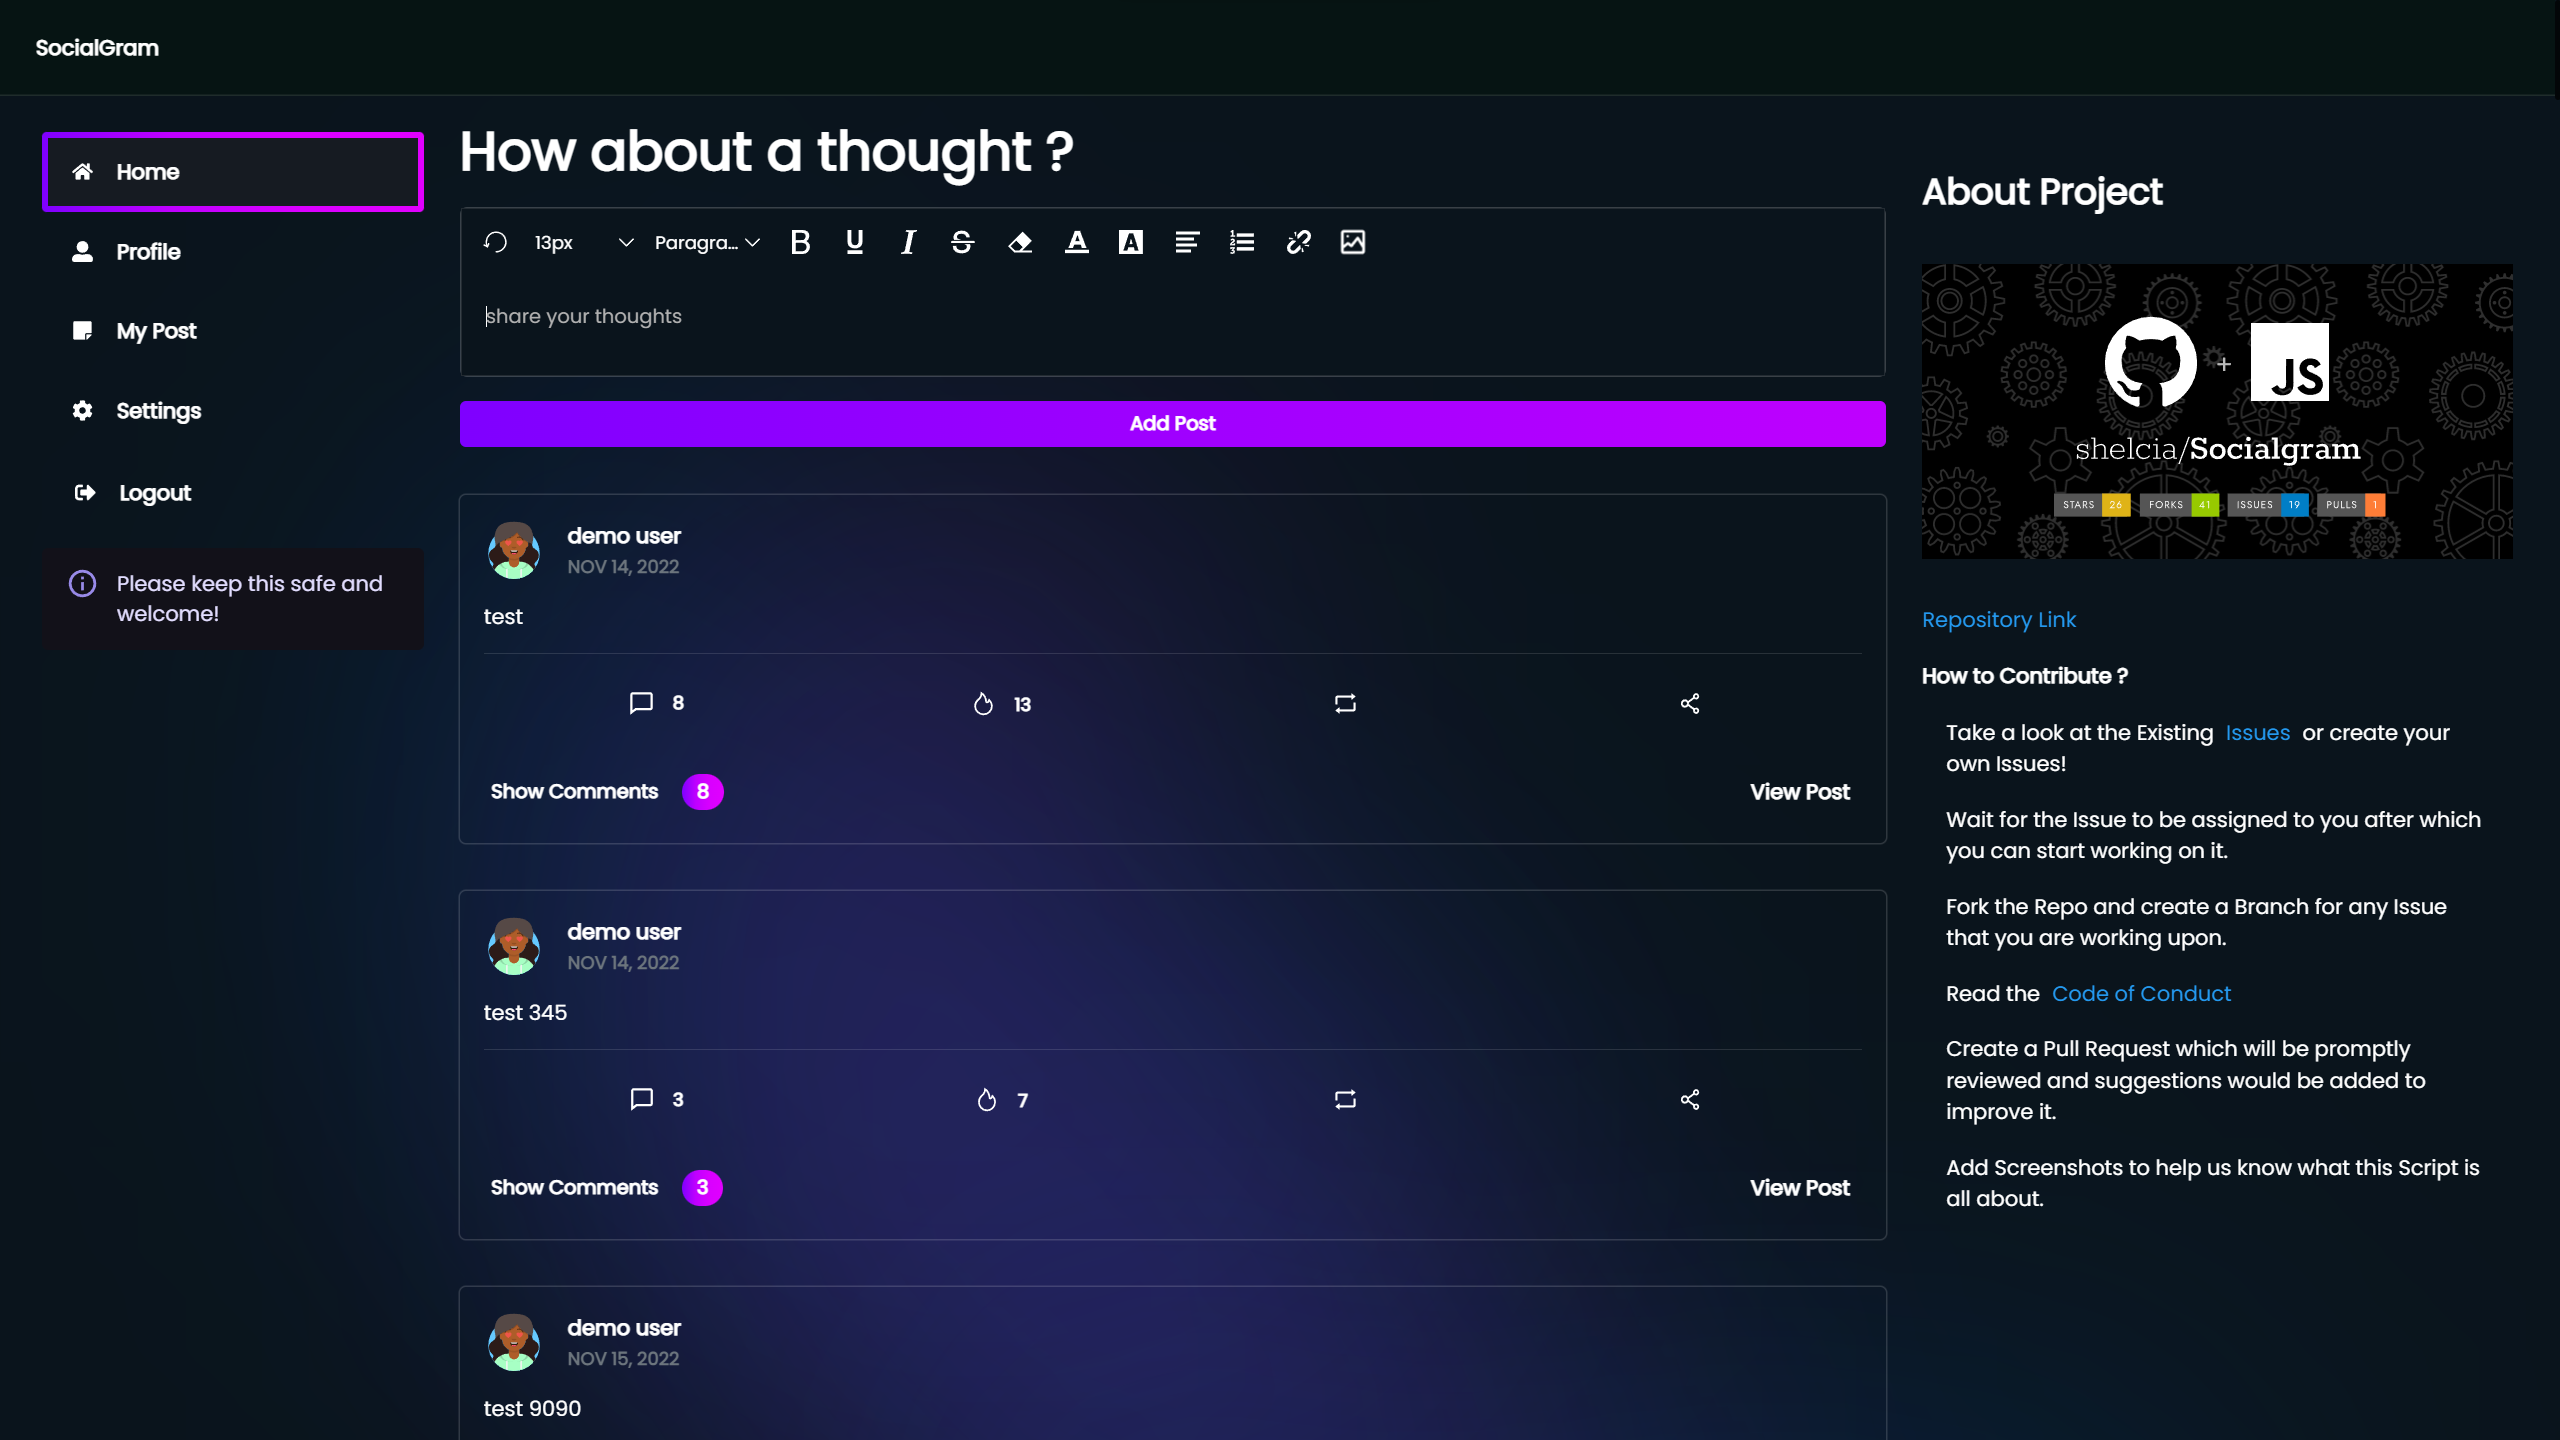 SocialGram
Home
Profile
My Post
Settings
Logout
Please keep this safe and
welcome!
How about a thought ?
13px
Paragra...
share your thoughts
Add Post
demo user
NOV 14, 2022
test
8
13
Show Comments 8
View Post
demo user
NOV 14, 2022
test 345
3
7
Show Comments 3
View Post
demo user
NOV 15, 2022
test 9090
About Project
+ JS
shelcia/Socialgram
STARS 26 FORKS 41 ISSUES 19 PULLS 1
Repository Link
How to Contribute ?
Take a look at the Existing Issues or create your
own Issues!
Wait for the Issue to be assigned to you after which
you can start working on it.
Fork the Repo and create a Branch for any Issue
that you are working upon.
Read the Code of Conduct
Create a Pull Request which will be promptly
reviewed and suggestions would be added to
improve it.
Add Screenshots to help us know what this Script is
all about.